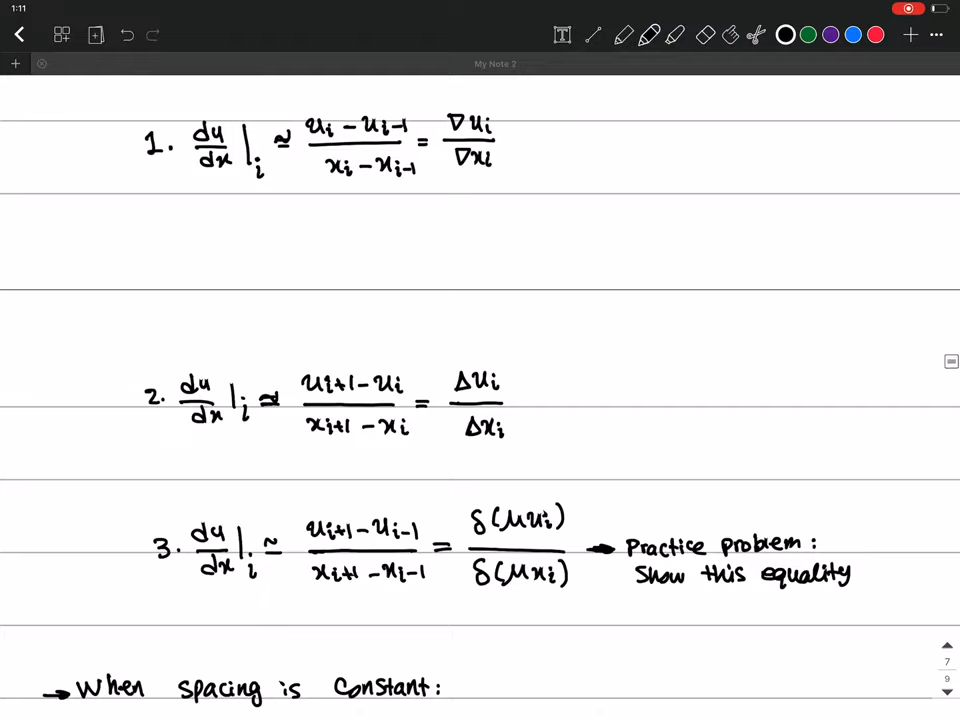 1:11
My Note 2
1. du/dx |i ≃ (ui − ui−1)/(xi − xi−1) = ∇ui/∇xi
2. du/dx |i ≃ (ui+1 − ui)/(xi+1 − xi) = Δui/Δxi
3. du/dx |i ≃ (ui+1 − ui−1)/(xi+1 − xi−1) = δ(μui)/δ(μxi) → Practice problem:
Show this equality
→ When spacing is constant:
7
9